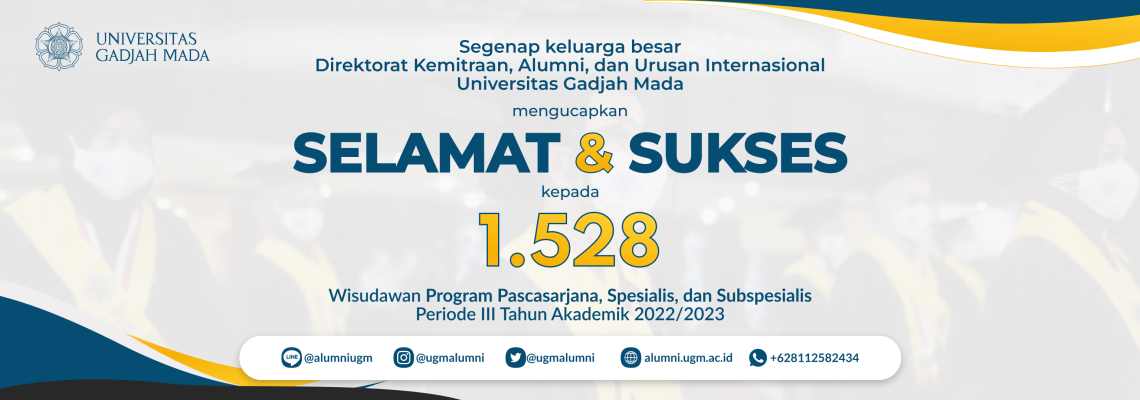 UNIVERSITAS
GADJAH MADA
Segenap keluarga besar
Direktorat Kemitraan, Alumni, dan Urusan Internasional
Universitas Gadjah Mada
mengucapkan
SELAMAT & SUKSES
kepada
1.528
Wisudawan Program Pascasarjana, Spesialis, dan Subspesialis
Periode III Tahun Akademik 2022/2023
LINE @alumniugm @ugmalumni @ugmalumni alumni.ugm.ac.id +628112582434